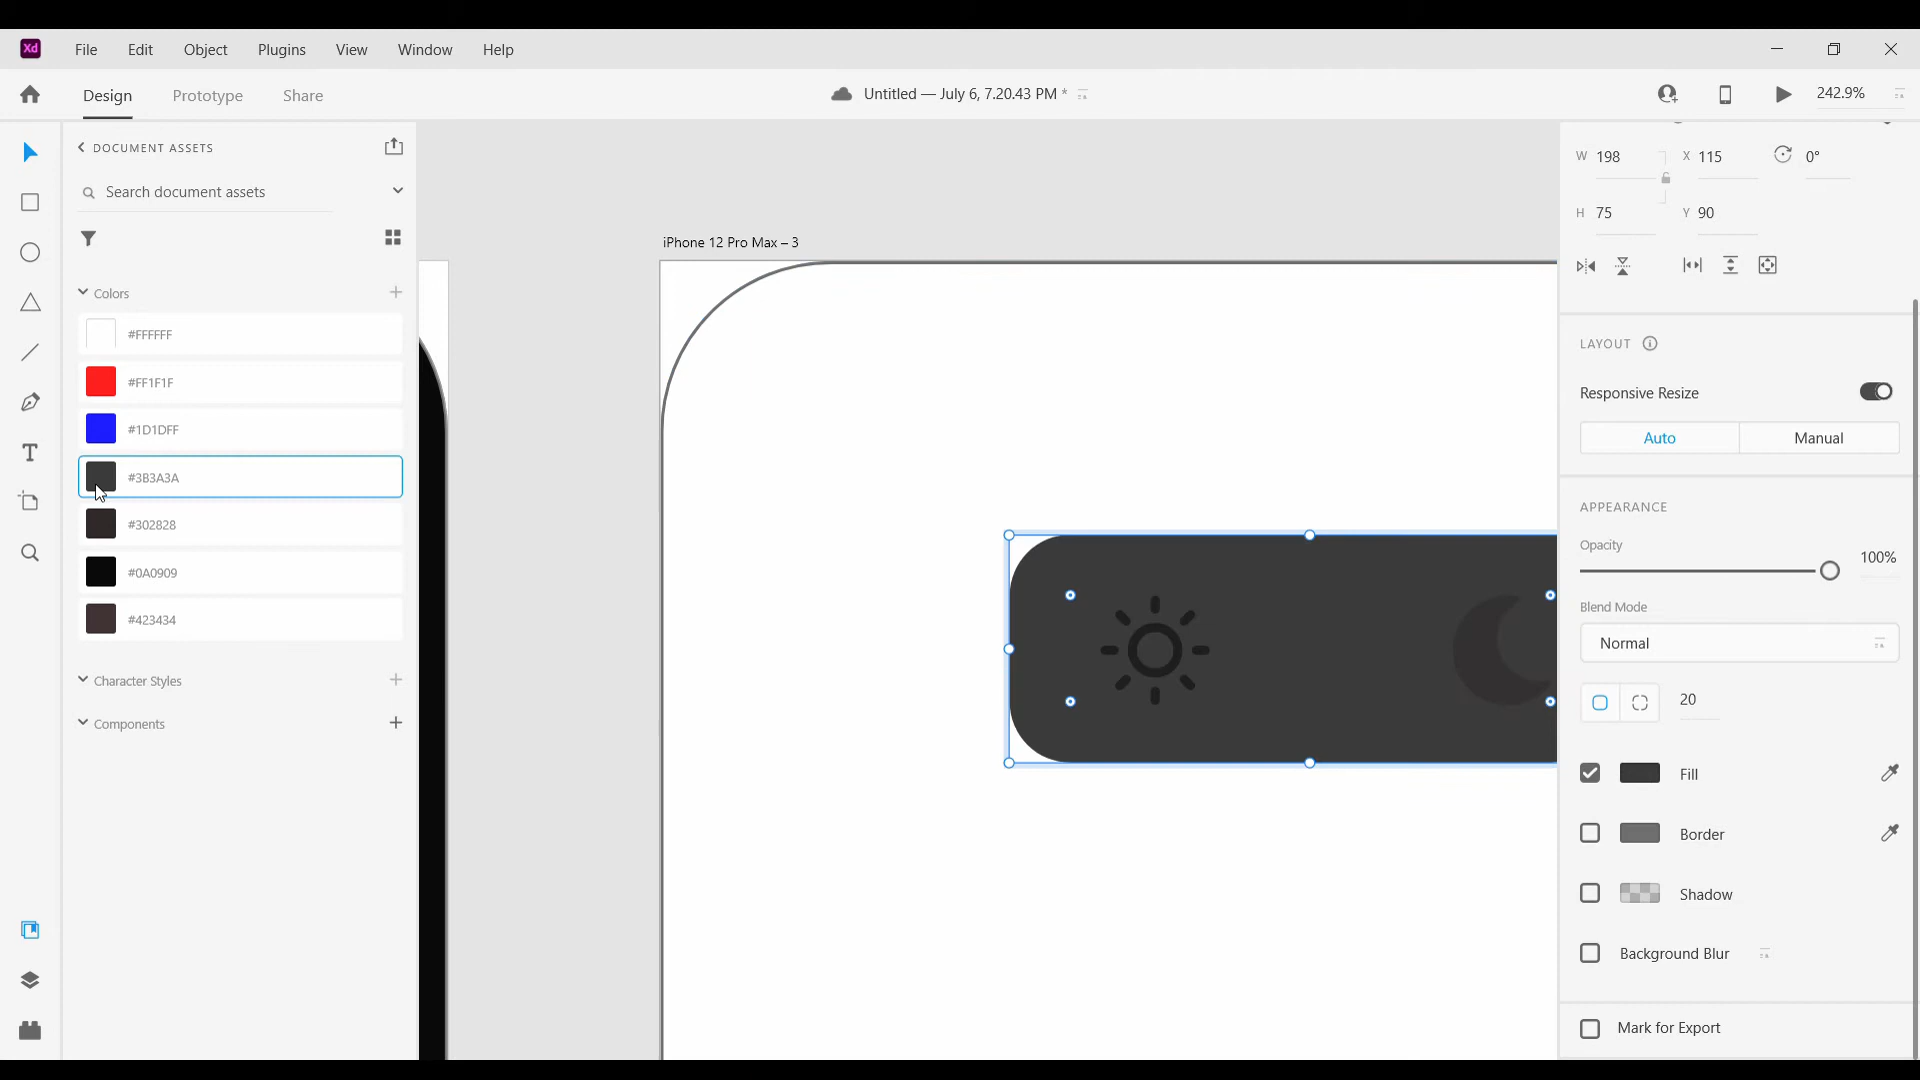 Xd File Edit Object Plugins View Window Help
Design Prototype Share
Untitled — July 6, 7.20.43 PM *
242.9%
DOCUMENT ASSETS
Search document assets
Colors
#FFFFFF
#FF1F1F
#1D1DFF
#3B3A3A
#302828
#0A0909
#423434
Character Styles
Components
iPhone 12 Pro Max – 3
W 198 X 115 0°
H 75 Y 90
LAYOUT
Responsive Resize
Auto Manual
APPEARANCE
Opacity
100%
Blend Mode
Normal
20
Fill
Border
Shadow
Background Blur
Mark for Export